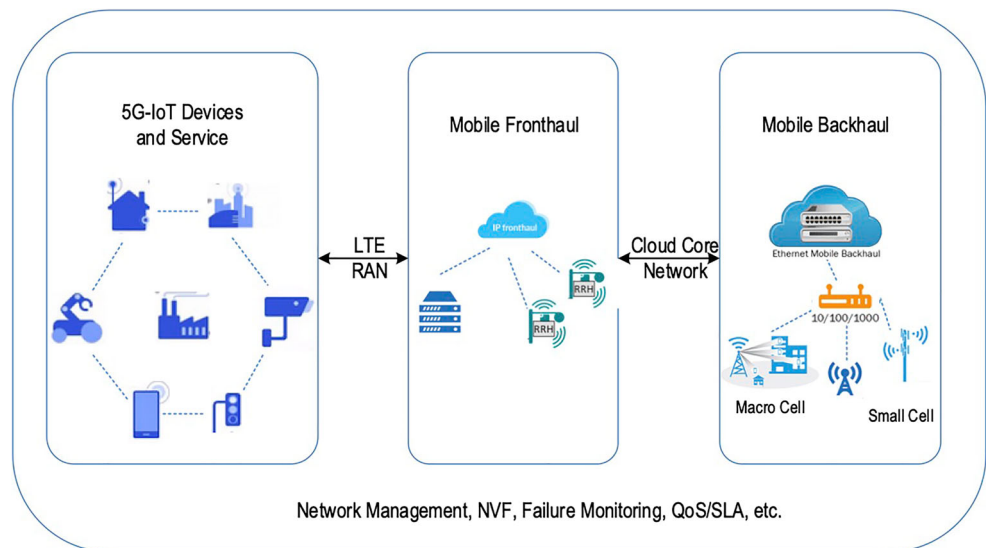 5G-IoT Devices
and Service
Mobile Fronthaul
Mobile Backhaul
IP fronthaul
LTE
RAN
Cloud Core
Network
Ethernet Mobile Backhaul
RRH
RRH
10/100/1000
Macro Cell
Small Cell
Network Management, NVF, Failure Monitoring, QoS/SLA, etc.